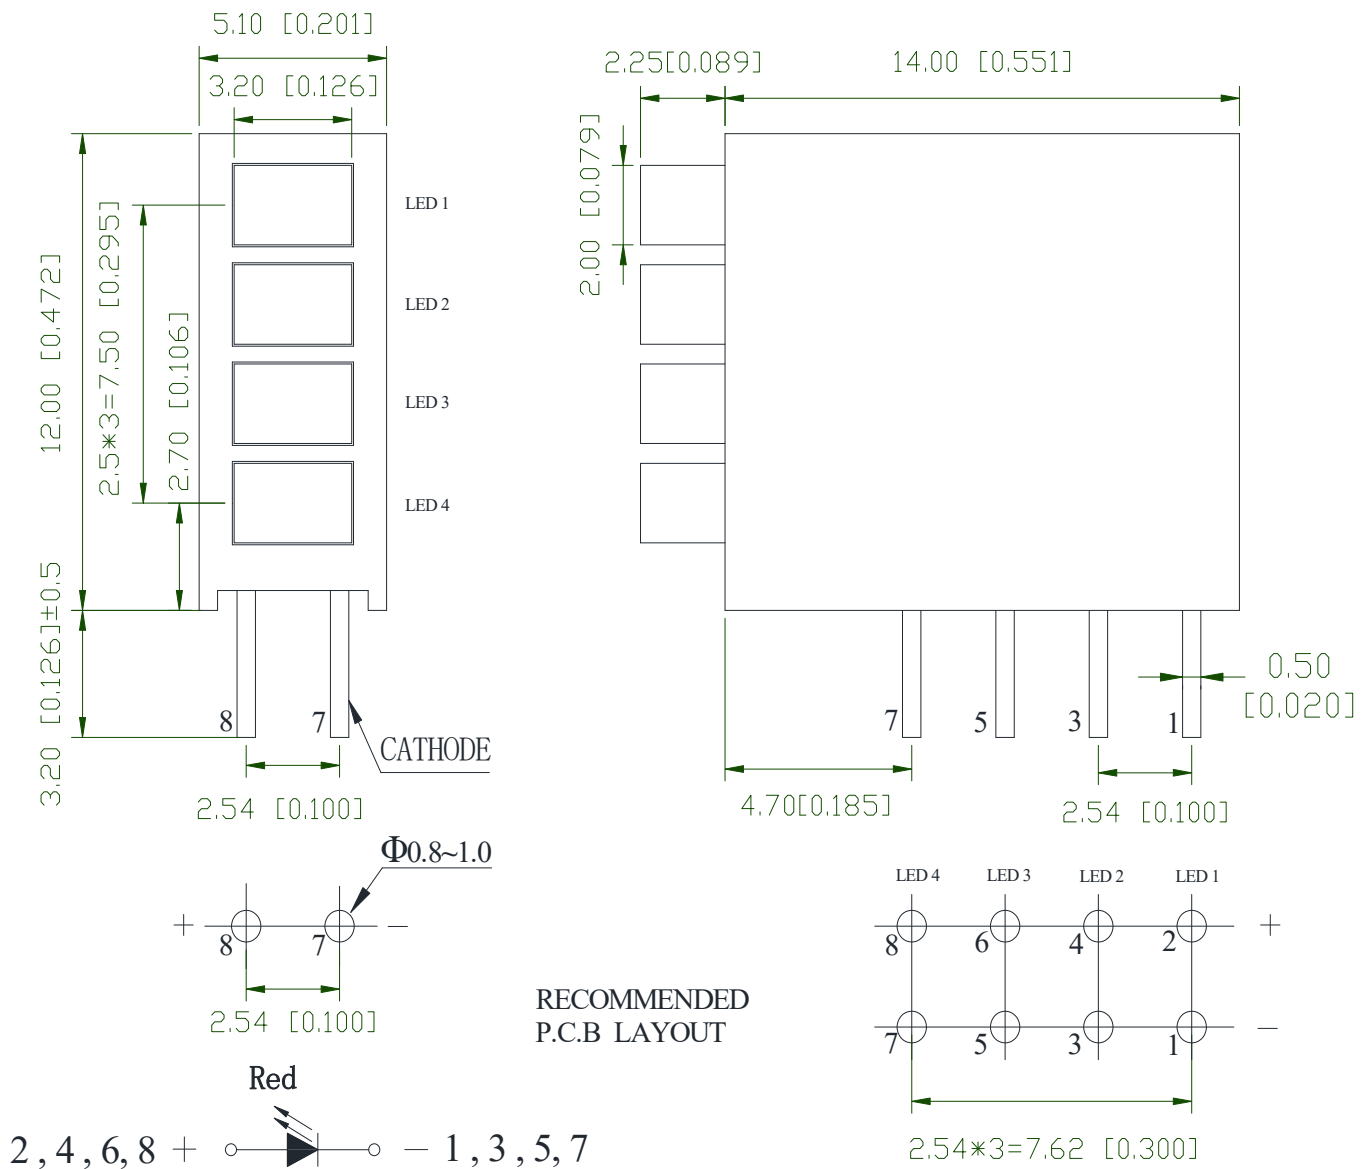 5.10 [0.201]
3.20 [0.126]
2.25[0.089]
14.00 [0.551]
2.00 [0.079]
12.00 [0.472]
2.5*3=7.50 [0.295]
2.70 [0.106]
3.20 [0.126]±0.5
LED 1
LED 2
LED 3
LED 4
8
7
CATHODE
2.54 [0.100]
7
5
3
1
0.50
[0.020]
4.70[0.185]
2.54 [0.100]
Φ0.8~1.0
+
8
7
−
2.54 [0.100]
RECOMMENDED
P.C.B LAYOUT
LED 4 LED 3 LED 2 LED 1
8 6 4 2 +
7 5 3 1 −
2.54*3=7.62 [0.300]
Red
2 , 4 , 6, 8 + − 1 , 3 , 5, 7